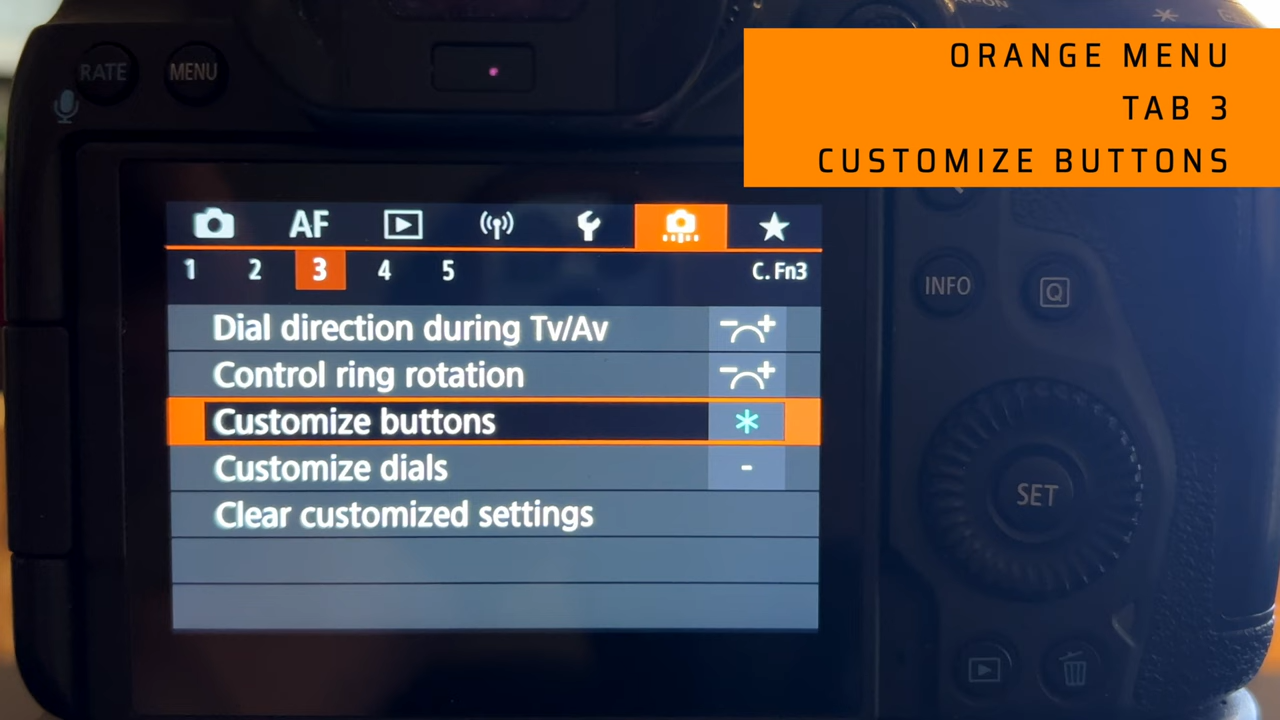 ORANGE MENU
TAB 3
CUSTOMIZE BUTTONS
RATE
MENU
AF
1 2 3 4 5 C.Fn3
Dial direction during Tv/Av
Control ring rotation
Customize buttons
Customize dials
Clear customized settings
INFO
Q
SET